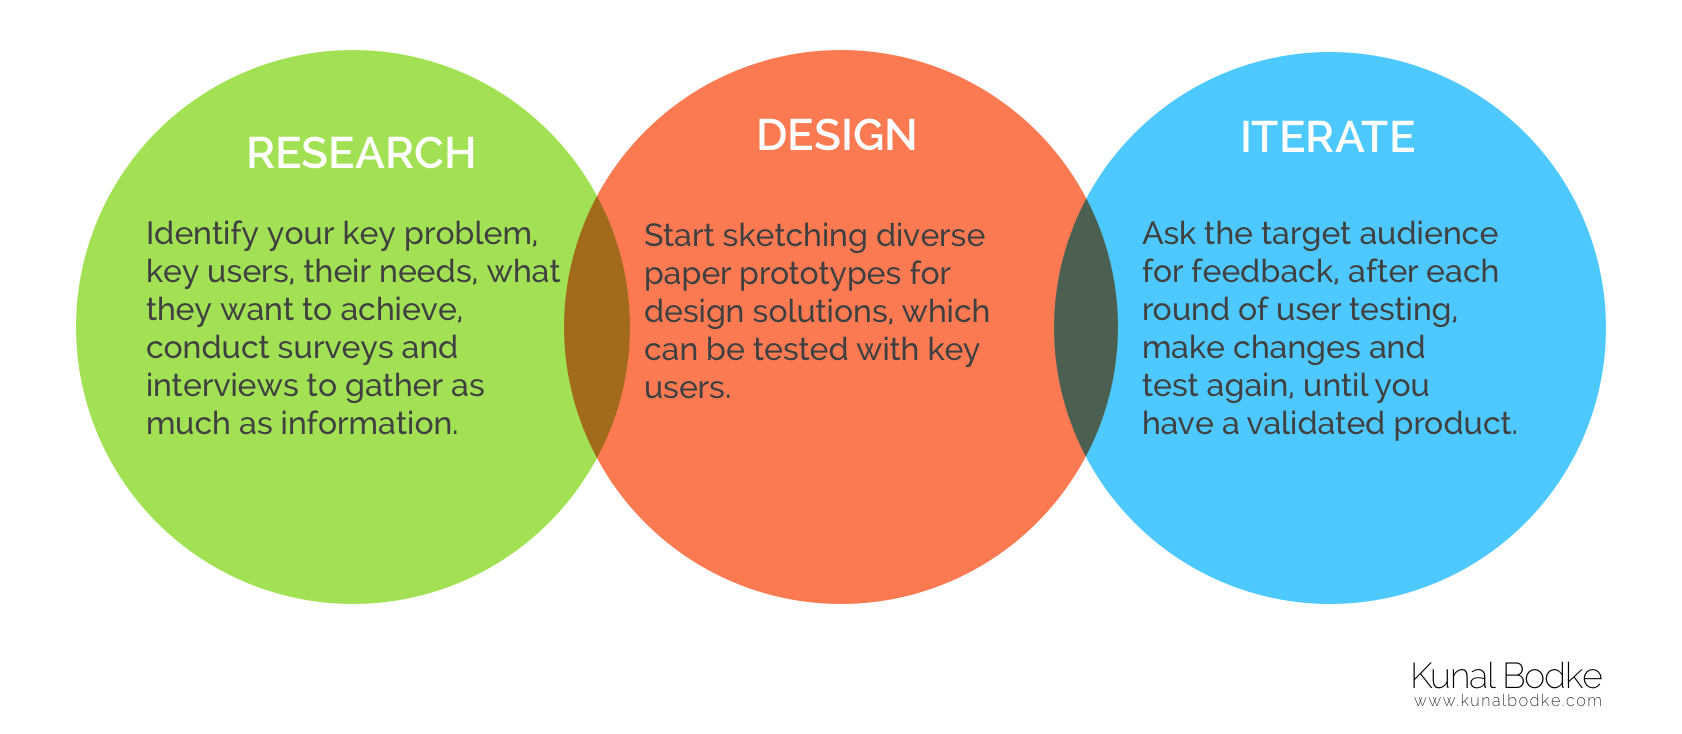 RESEARCH
Identify your key problem,
key users, their needs, what
they want to achieve,
conduct surveys and
interviews to gather as
much as information.
DESIGN
Start sketching diverse
paper prototypes for
design solutions, which
can be tested with key
users.
ITERATE
Ask the target audience
for feedback, after each
round of user testing,
make changes and
test again, until you
have a validated product.
Kunal Bodke
www.kunalbodke.com